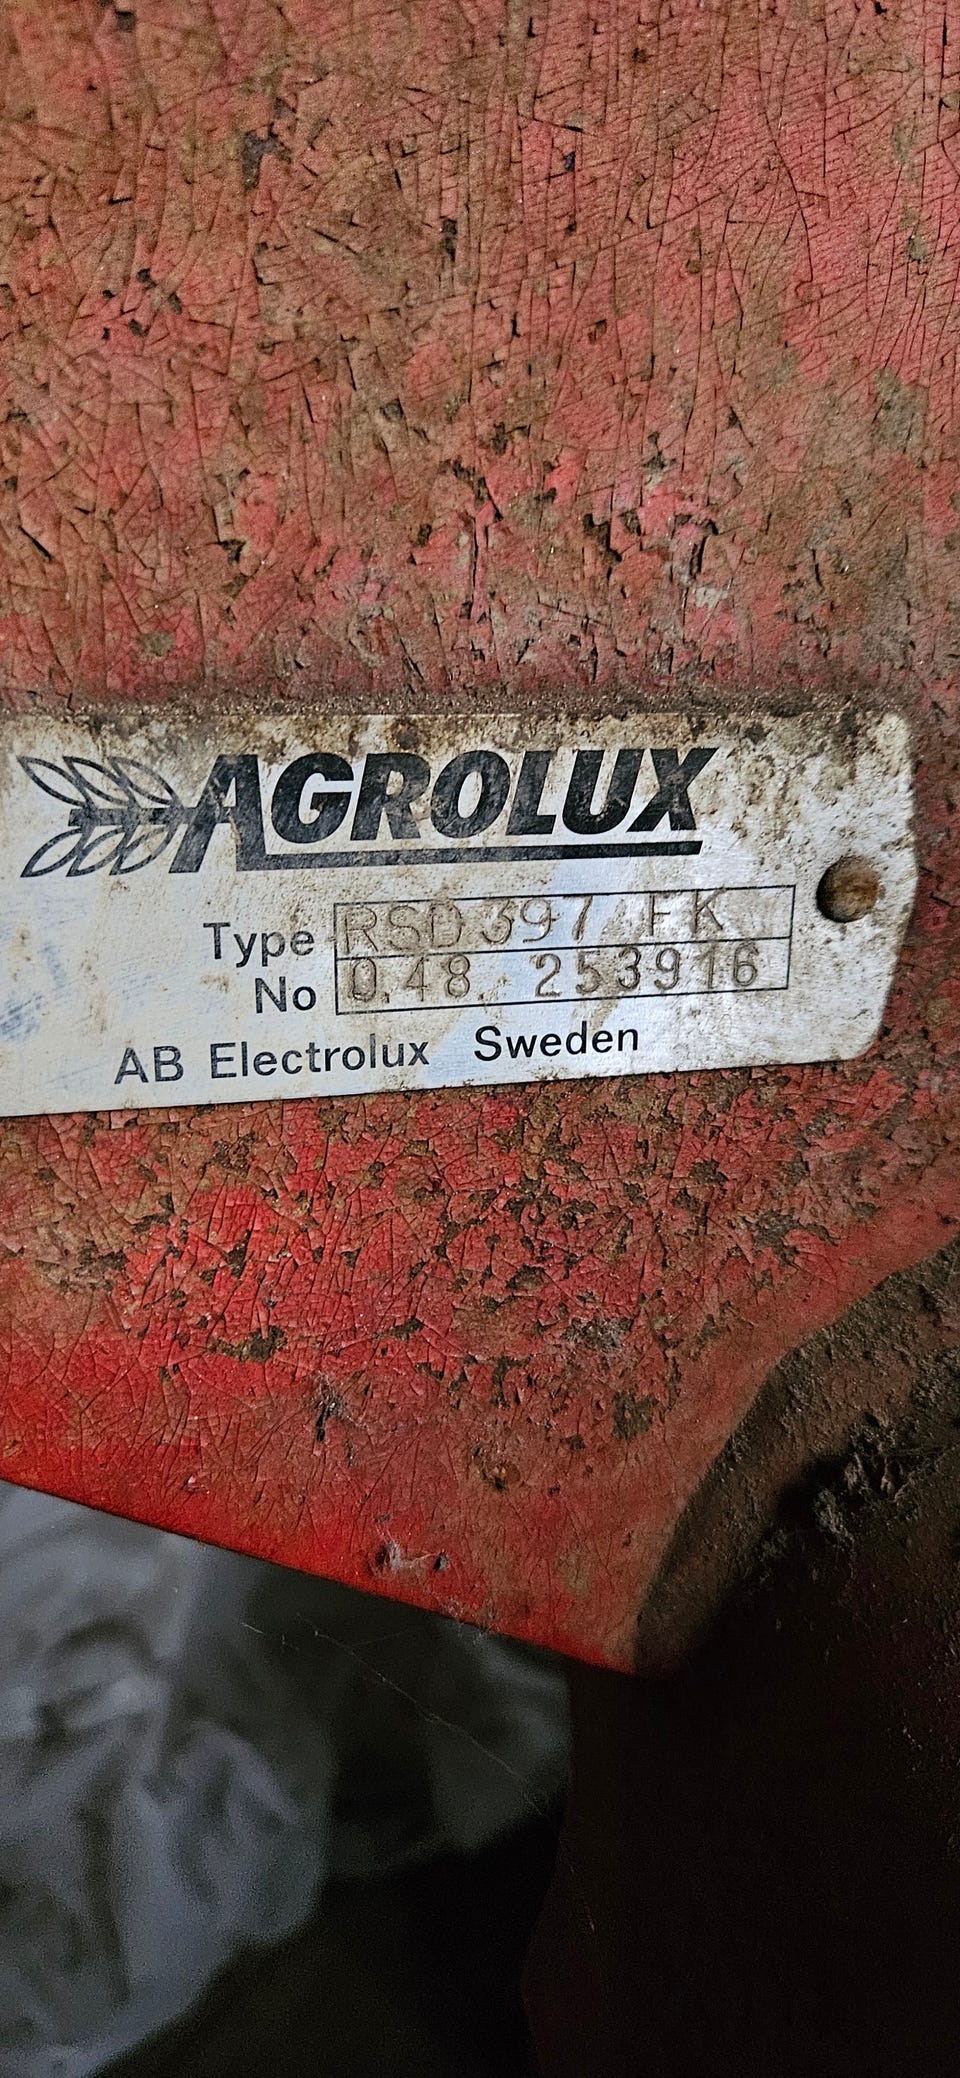 AGROLUX
Type RSD 397 FK
No 0.48 253916
AB Electrolux Sweden